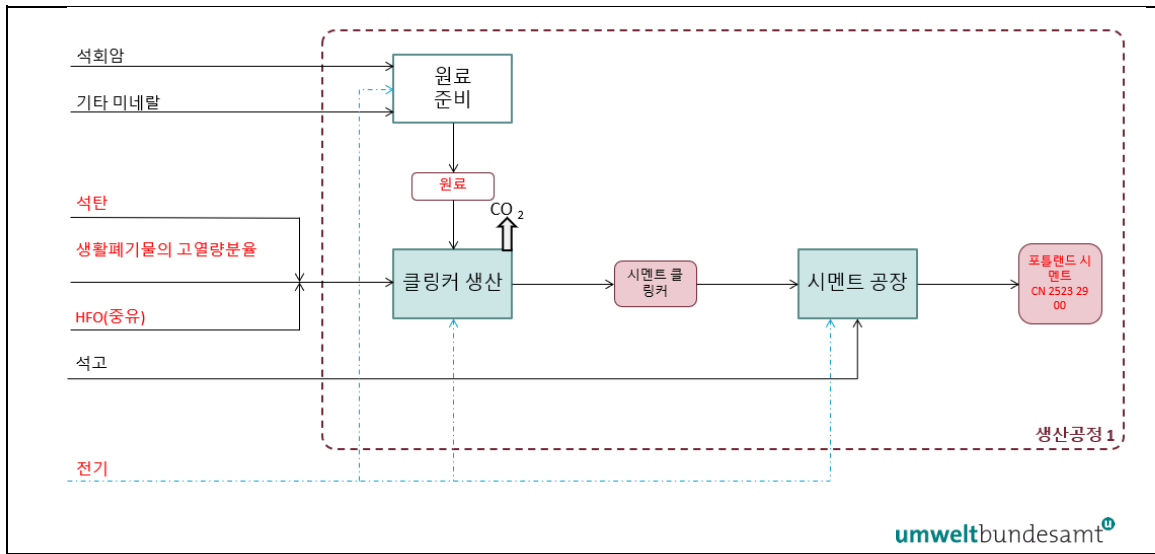 석회암
기타 미네랄
원료
준비
원료
석탄
CO 2
생활폐기물의 고열량분율
클링커 생산
시멘트 클
링커
시멘트 공장
포틀랜드 시
멘트
CN 2523 29
00
HFO(중유)
석고
생산공정 1
전기
umweltbundesamt u